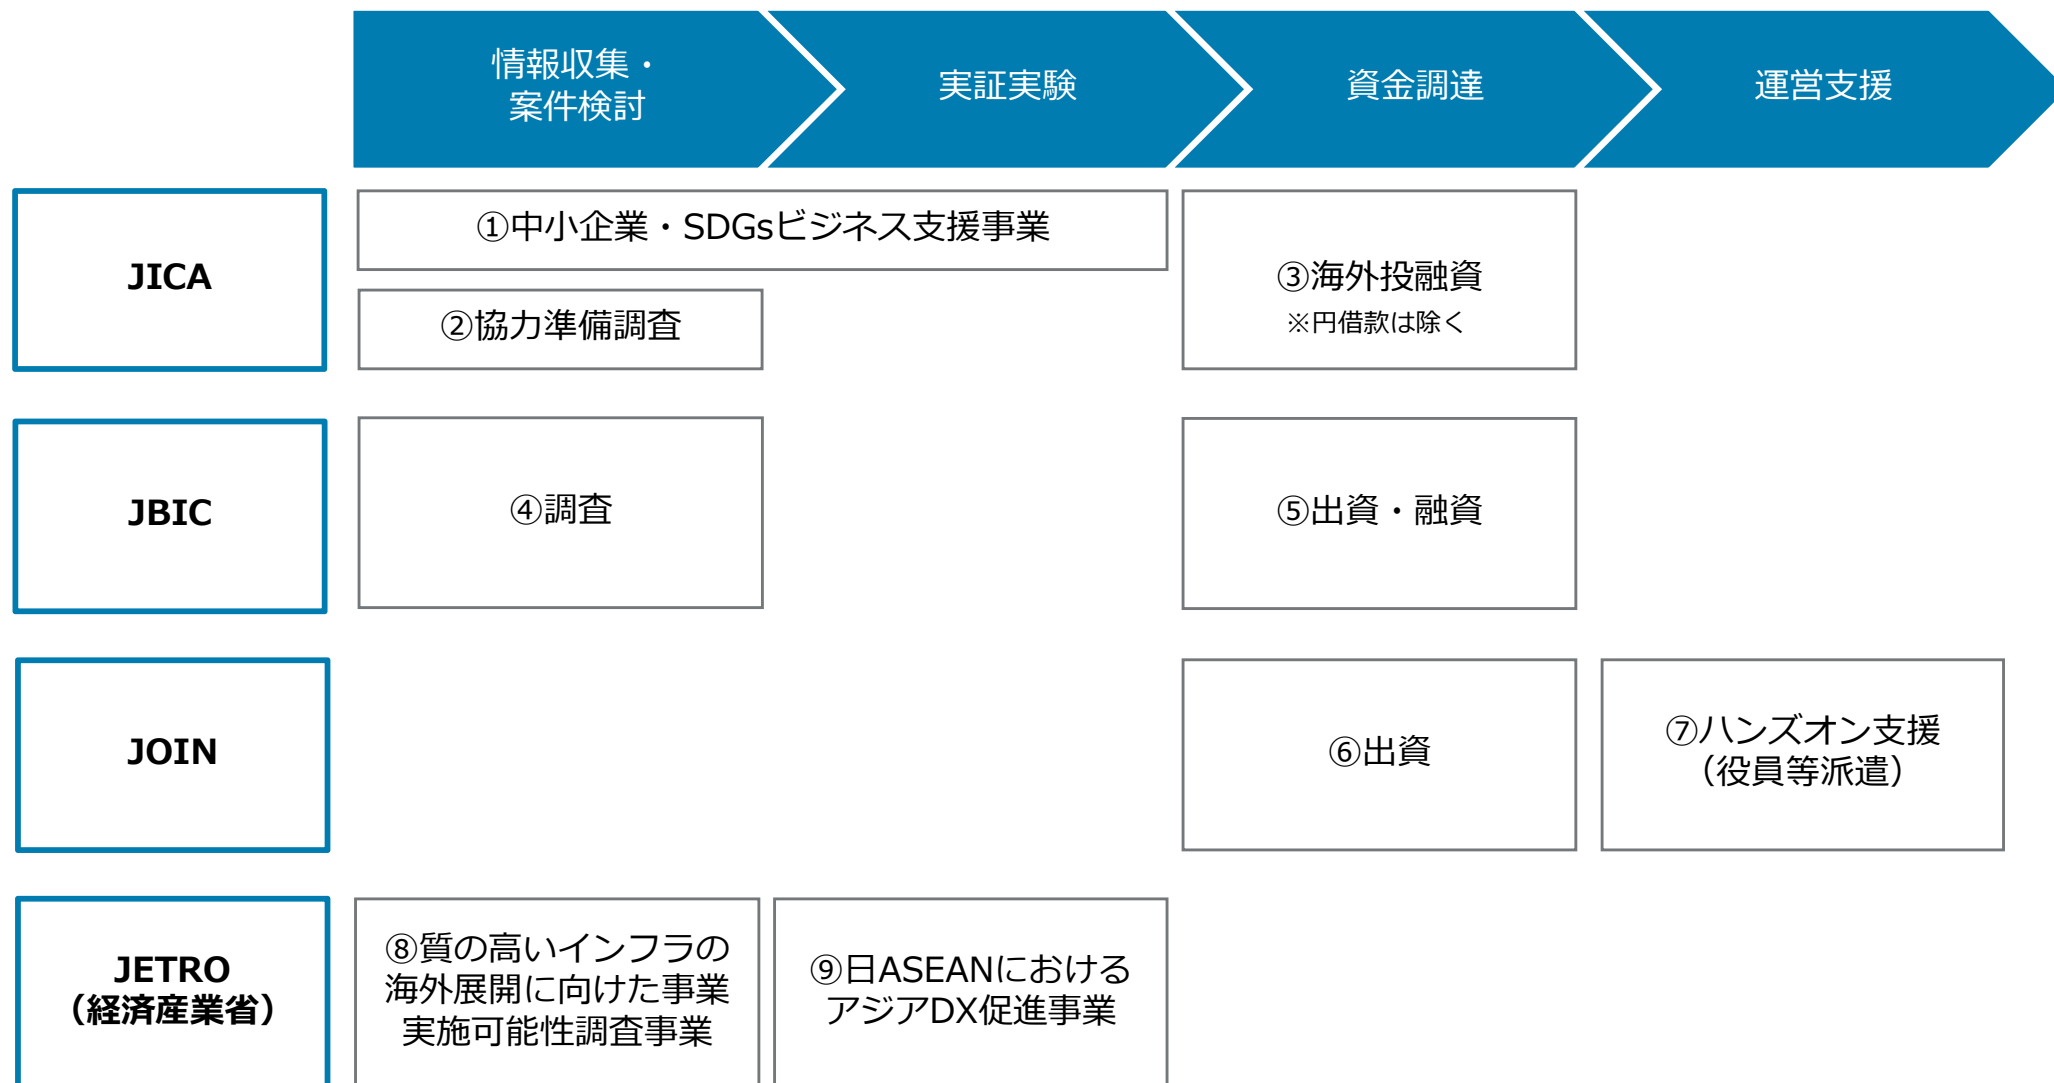 情報収集・
案件検討
実証実験
資金調達
運営支援
JICA
①中小企業・SDGsビジネス支援事業
②協力準備調査
③海外投融資
※円借款は除く
JBIC
④調査
⑤出資・融資
JOIN
⑥出資
⑦ハンズオン支援
（役員等派遣）
JETRO
（経済産業省）
⑧質の高いインフラの
海外展開に向けた事業
実施可能性調査事業
⑨日ASEANにおける
アジアDX促進事業